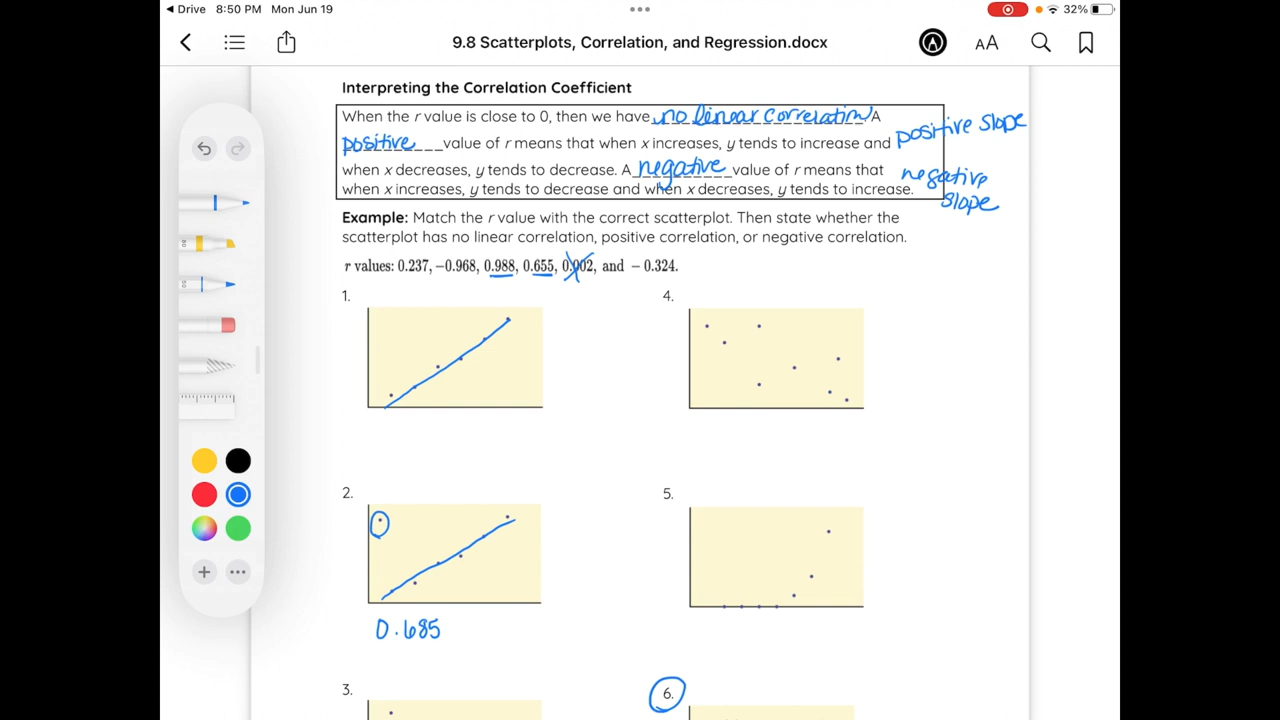 Drive 8:50 PM Mon Jun 19 32%
9.8 Scatterplots, Correlation, and Regression.docx
AA
Interpreting the Correlation Coefficient
When the r value is close to 0, then we have no linear correlation. A
positive value of r means that when x increases, y tends to increase and
positive slope
when x decreases, y tends to decrease. A negative value of r means that
negative
when x increases, y tends to decrease and when x decreases, y tends to increase.
slope
Example: Match the r value with the correct scatterplot. Then state whether the
scatterplot has no linear correlation, positive correlation, or negative correlation.
r values: 0.237, −0.968, 0.988, 0.655, 0.002, and − 0.324.
1.
4.
2.
5.
0.685
3.
6.
80
50